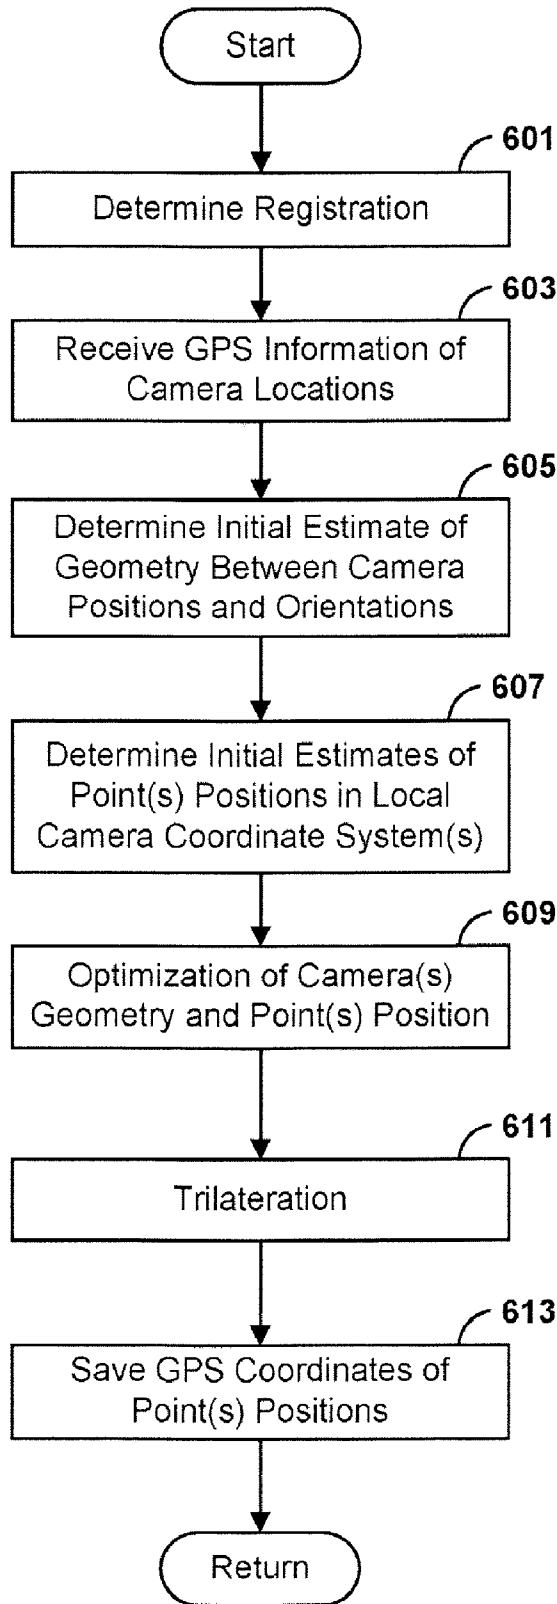 Start
601
Determine Registration
603
Receive GPS Information of
Camera Locations
605
Determine Initial Estimate of
Geometry Between Camera
Positions and Orientations
607
Determine Initial Estimates of
Point(s) Positions in Local
Camera Coordinate System(s)
609
Optimization of Camera(s)
Geometry and Point(s) Position
611
Trilateration
613
Save GPS Coordinates of
Point(s) Positions
Return